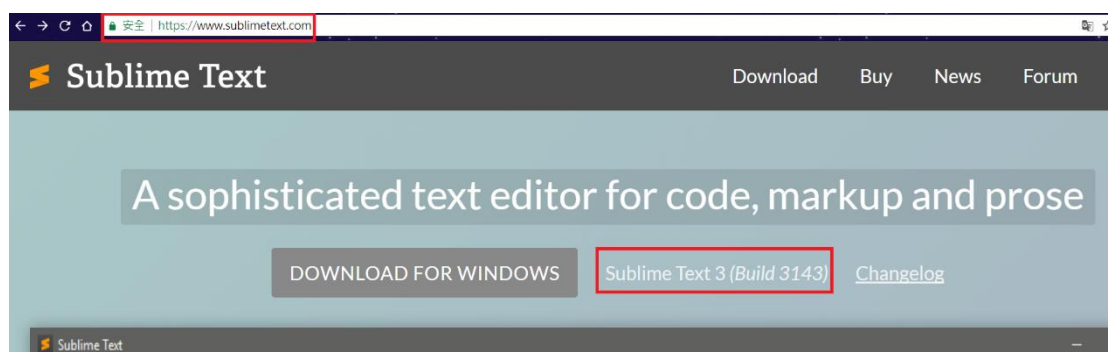 安全 | https://www.sublimetext.com
Sublime Text Download Buy News Forum
A sophisticated text editor for code, markup and prose
DOWNLOAD FOR WINDOWS Sublime Text 3 (Build 3143) Changelog
Sublime Text